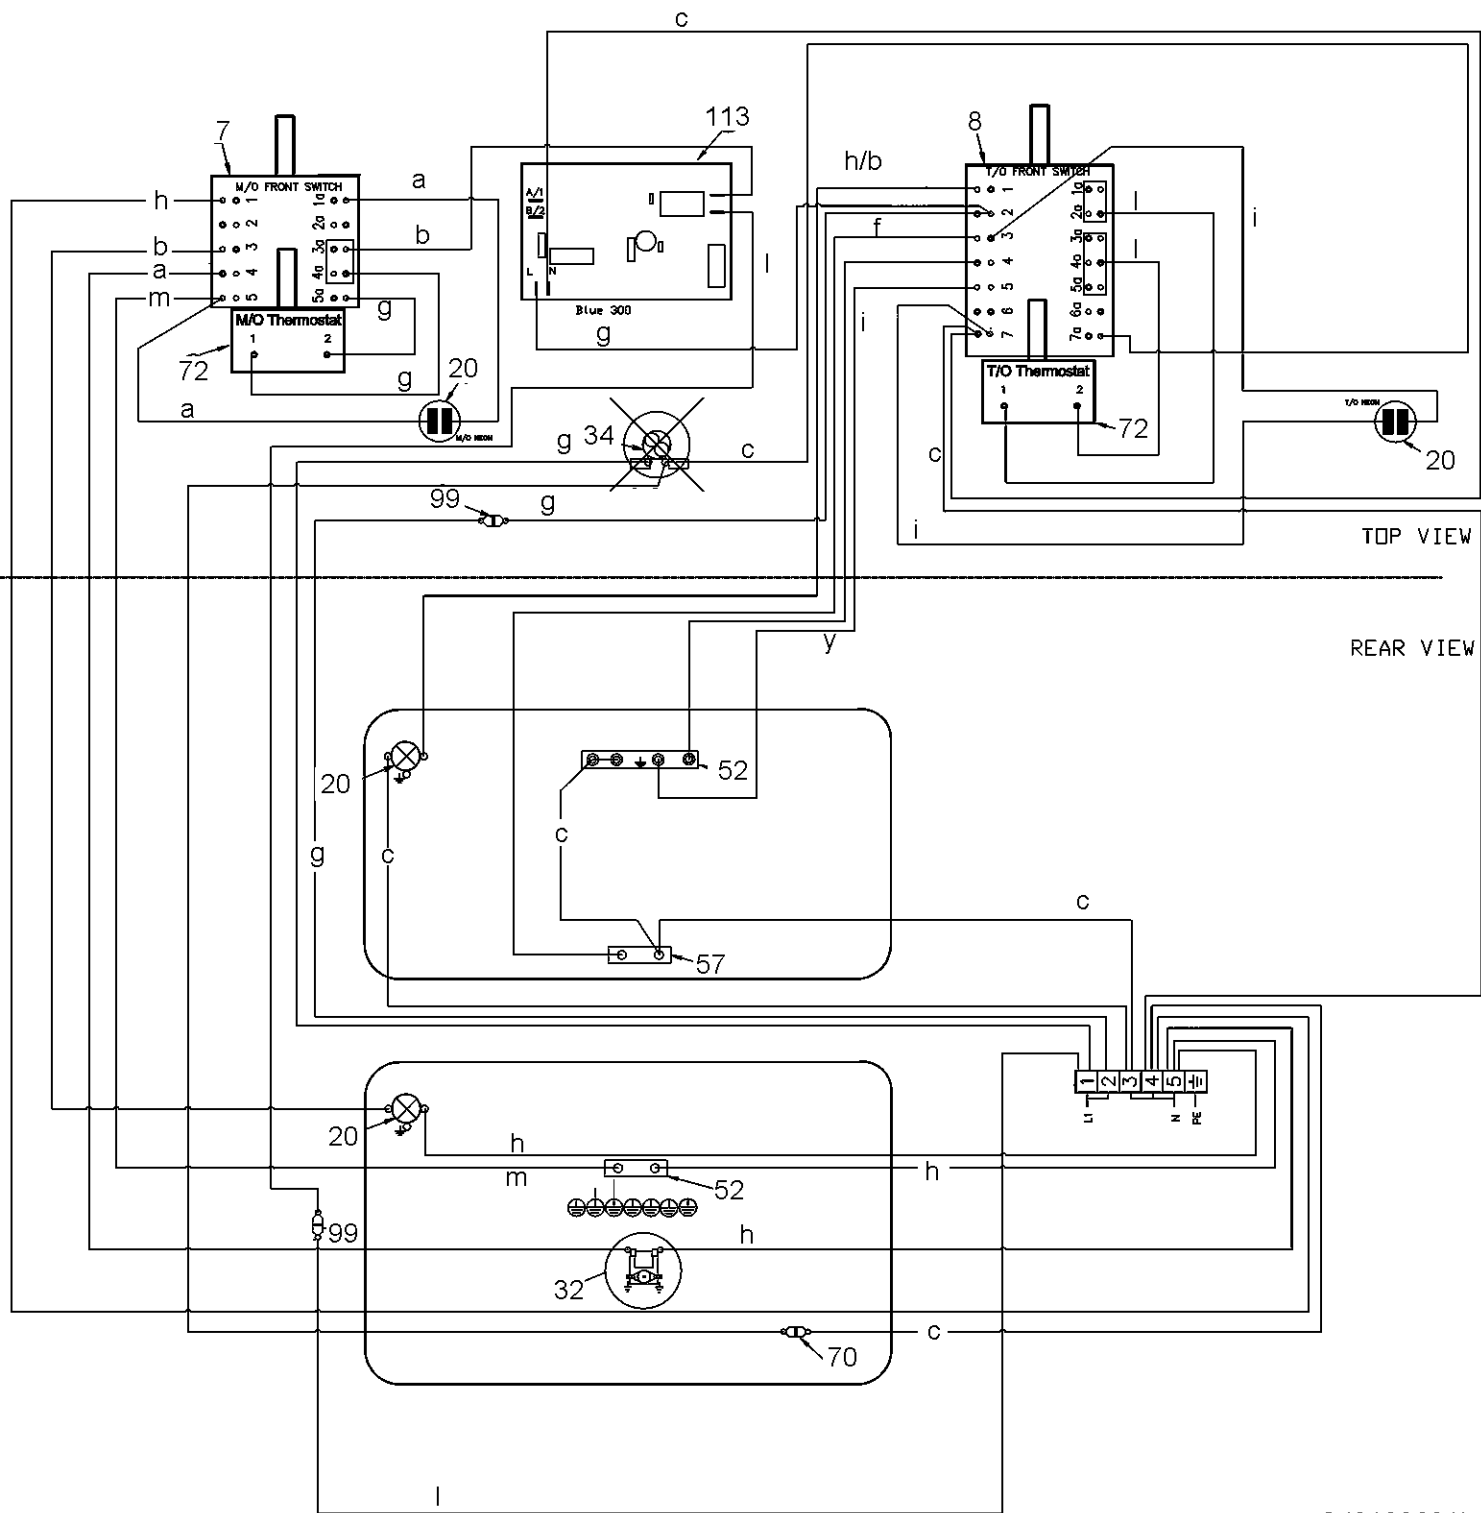 c
7
113
8
M/O FRONT SWITCH
a
h/b
T/O FRONT SWITCH
A/1
B/2
h
1
1a
1
1a
2
2a
2
2a
l
i
b
3
3a
b
f
3
3a
a
4
4a
l
4
4a
l
m
5
5a
g
L
N
5
5a
Blue 300
i
6
6a
7
7a
M/O Thermostat
1
2
g
T/O Thermostat
1
2
72
g
20
a
M/O NEON
T/O NEON
72
g
34
c
c
20
99
g
i
TOP VIEW
y
REAR VIEW
20
52
g
c
c
c
57
1
2
3
4
5
L1
N
PE
20
h
m
52
h
99
h
32
c
70
l